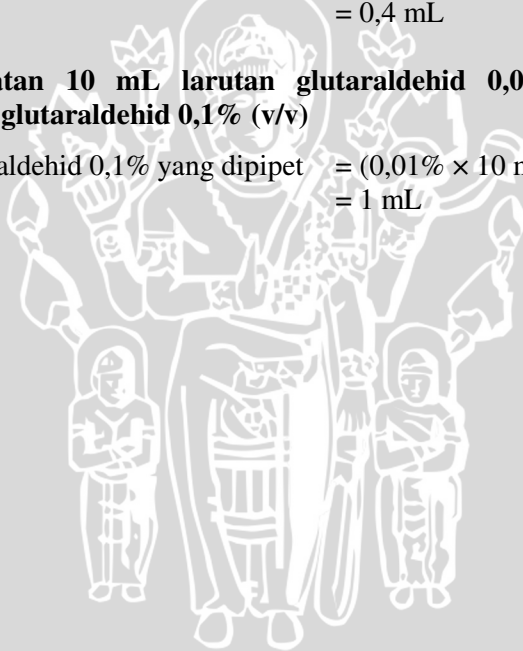 = 0,4 mL
tan 10 mL larutan glutaraldehid 0,0
glutaraldehid 0,1% (v/v)
aldehid 0,1% yang dipipet = (0,01% × 10 m
= 1 mL